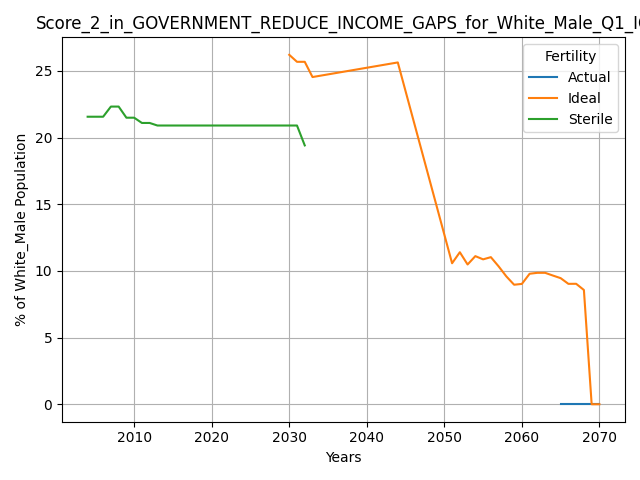 Score_2_in_GOVERNMENT_REDUCE_INCOME_GAPS_for_White_Male_Q1_I
Fertility
Actual
Ideal
Sterile
% of White_Male Population
25
20
15
10
5
0
2010 2020 2030 2040 2050 2060 2070
Years